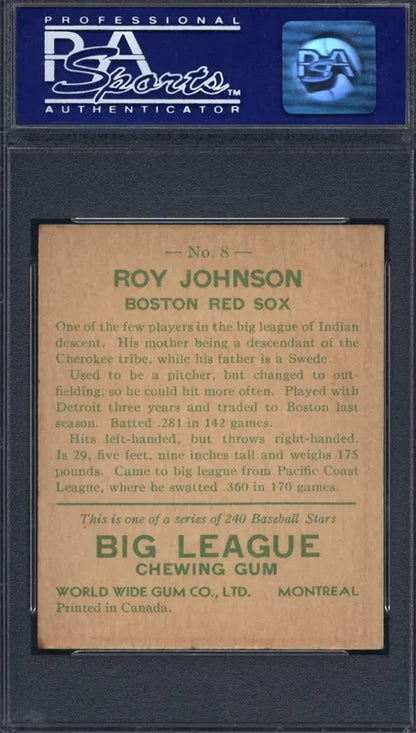 PROFESSIONAL
PSA
Sports™
AUTHENTICATOR
PSA
— No. 8 —
ROY JOHNSON
BOSTON RED SOX
One of the few players in the big league of Indian
descent. His mother being a descendant of the
Cherokee tribe, while his father is a Swede.
Used to be a pitcher, but changed to out-
fielding, so he could hit more often. Played with
Detroit three years and traded to Boston last
season. Batted .281 in 142 games.
Hits left-handed, but throws right-handed.
Is 29, five feet, nine inches tall and weighs 175
pounds. Came to big league from Pacific Coast
League, where he swatted .360 in 170 games.
This is one of a series of 240 Baseball Stars
BIG LEAGUE
CHEWING GUM
WORLD WIDE GUM CO., LTD. MONTREAL
Printed in Canada.